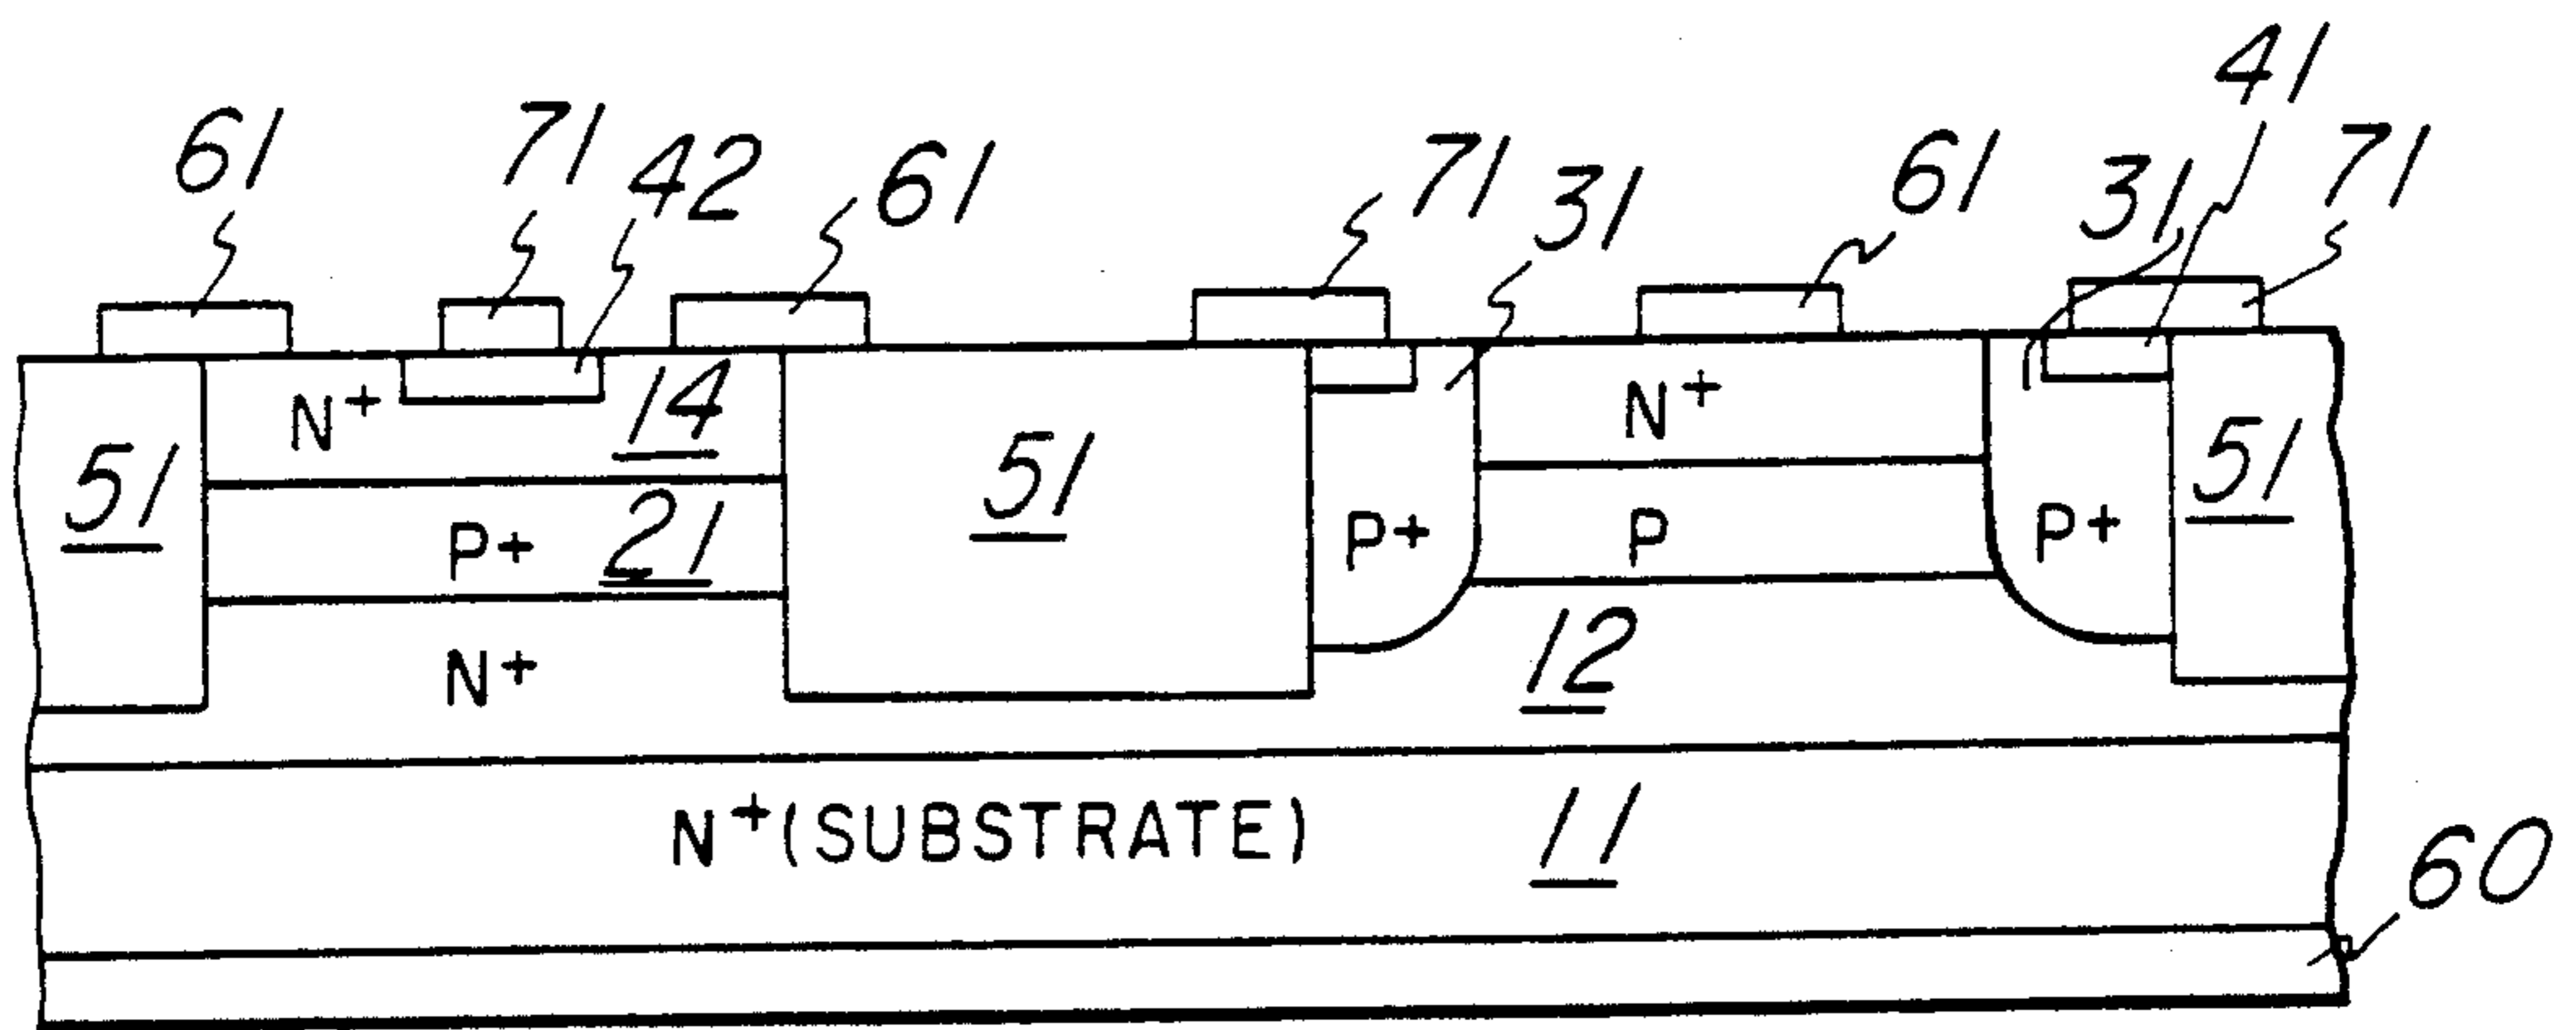 61 71 42 61 71 31 61 31 41 71
N+ 14 N+
51 51 51
P+ 21 P+ P P+
N+ 12
N+ (SUBSTRATE) 11
60